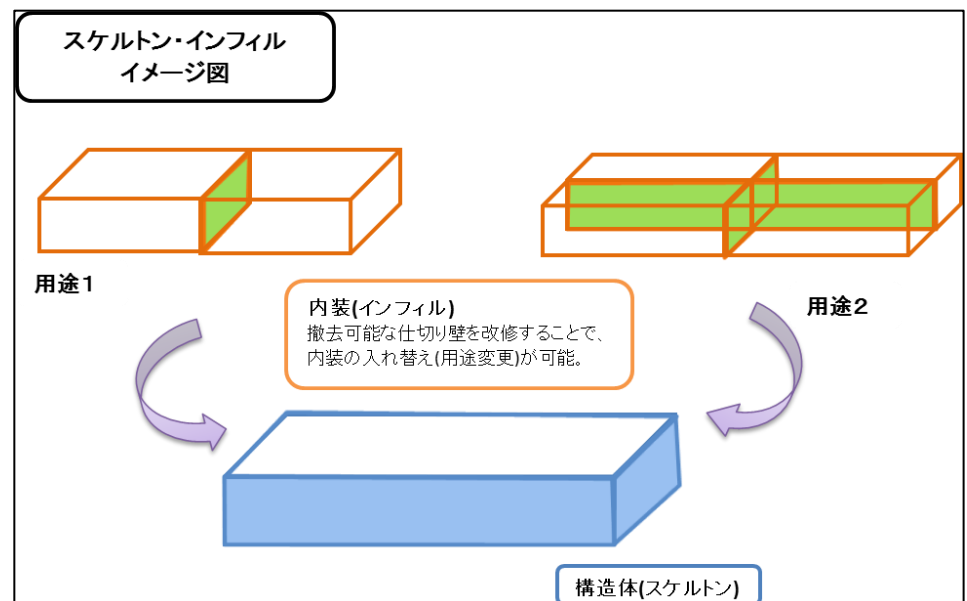 スケルトン・インフィル
イメージ図
用途1
用途2
内装(インフィル)
撤去可能な仕切り壁を改修することで、
内装の入れ替え(用途変更)が可能。
構造体(スケルトン)